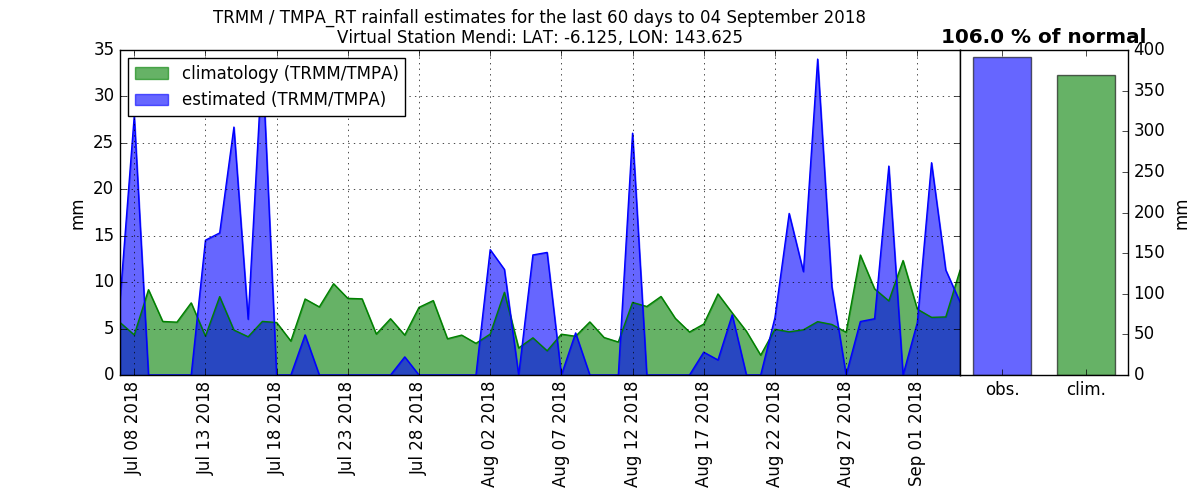 TRMM / TMPA_RT rainfall estimates for the last 60 days to 04 September 2018
Virtual Station Mendi: LAT: -6.125, LON: 143.625
106.0 % of normal
climatology (TRMM/TMPA)
estimated (TRMM/TMPA)
mm
35
30
25
20
15
10
5
0
Jul 08 2018
Jul 13 2018
Jul 18 2018
Jul 23 2018
Jul 28 2018
Aug 02 2018
Aug 07 2018
Aug 12 2018
Aug 17 2018
Aug 22 2018
Aug 27 2018
Sep 01 2018
obs.
clim.
400
350
300
250
200
150
100
50
0
mm